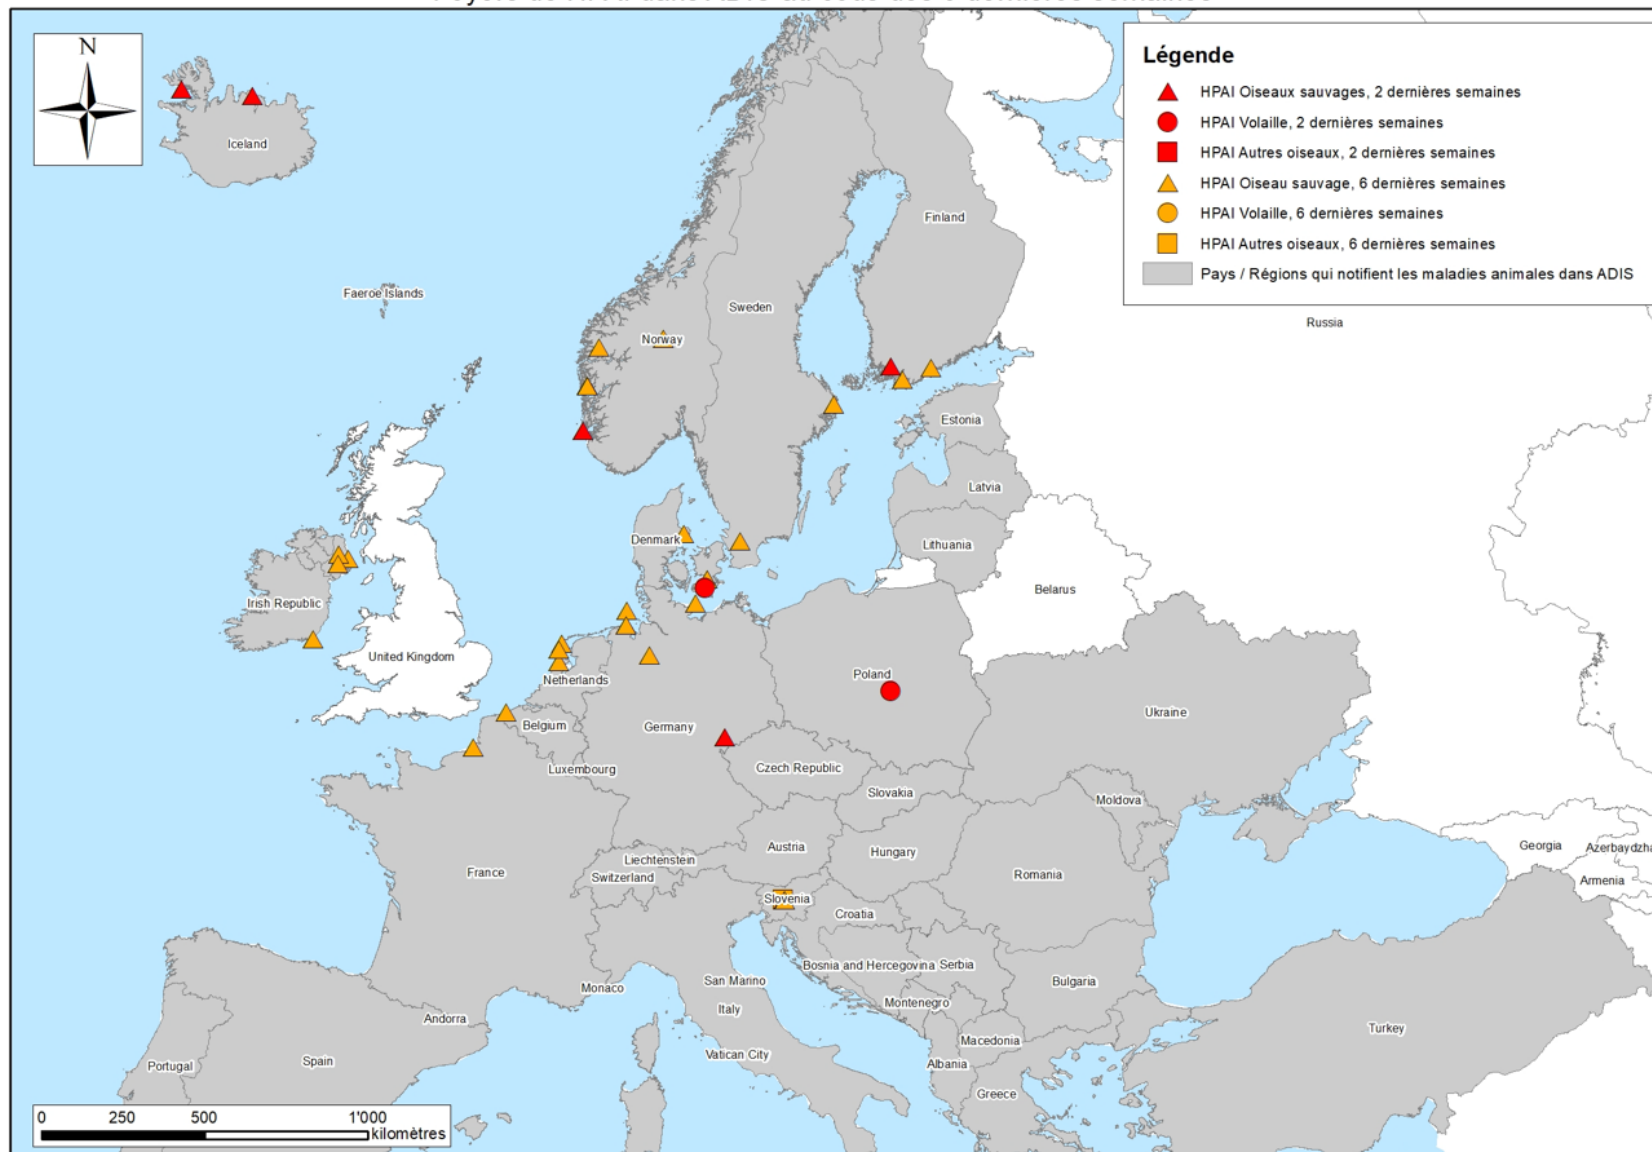 N
Légende
HPAI Oiseaux sauvages, 2 dernières semaines
HPAI Volaille, 2 dernières semaines
HPAI Autres oiseaux, 2 dernières semaines
HPAI Oiseau sauvage, 6 dernières semaines
HPAI Volaille, 6 dernières semaines
HPAI Autres oiseaux, 6 dernières semaines
Pays / Régions qui notifient les maladies animales dans ADIS
Iceland
Finland
Faeroe Islands
Sweden
Russia
Norway
Estonia
Latvia
Denmark
Lithuania
Belarus
Irish Republic
United Kingdom
Netherlands
Poland
Ukraine
Belgium
Germany
Luxembourg
Czech Republic
Slovakia
Moldova
Austria
Hungary
Georgia
Azerbaydzha
Liechtenstein
France
Switzerland
Romania
Armenia
Slovenia
Croatia
Bosnia and Hercegovina
Serbia
San Marino
Bulgaria
Monaco
Montenegro
Italy
Andorra
Macedonia
Turkey
Vatican City
Portugal
Spain
Albania
Greece
0 250 500 1'000
kilomètres